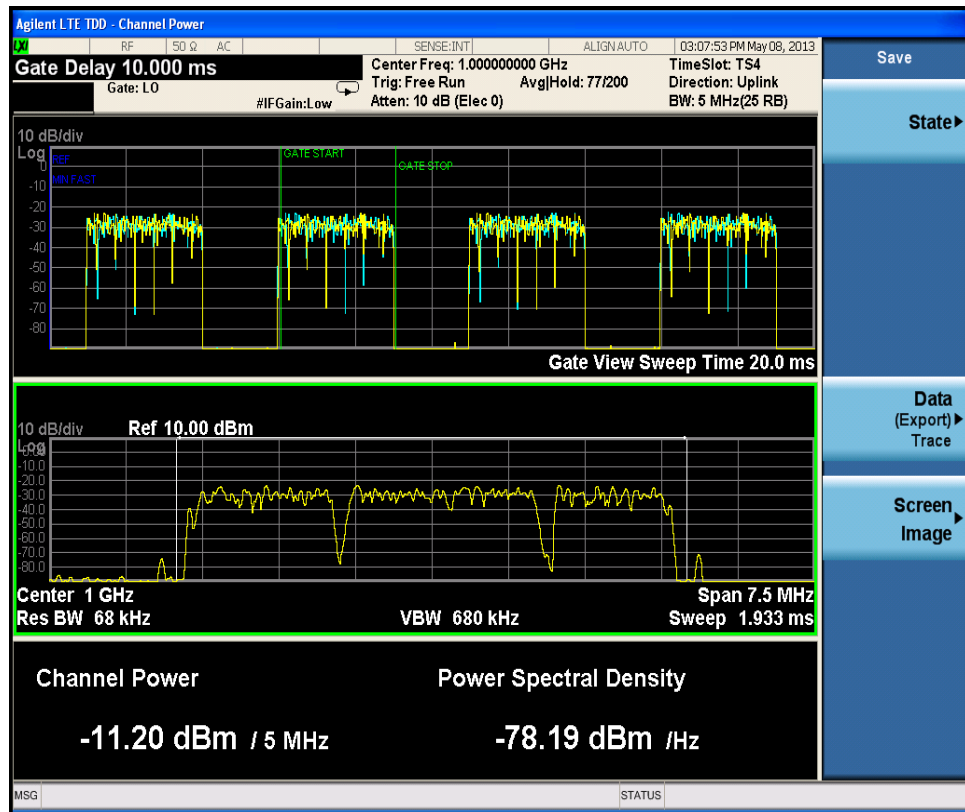 Agilent LTE TDD - Channel Power
LXI RF 50 Ω AC SENSE:INT ALIGN AUTO 03:07:53 PM May 08, 2013
Gate Delay 10.000 ms
Gate: LO
#IFGain:Low
Center Freq: 1.000000000 GHz
Trig: Free Run Avg|Hold: 77/200
Atten: 10 dB (Elec 0)
TimeSlot: TS4
Direction: Uplink
BW: 5 MHz(25 RB)
10 dB/div
Log
REF
MIN FAST
GATE START
GATE STOP
0
-10
-20
-30
-40
-50
-60
-70
-80
Gate View Sweep Time 20.0 ms
10 dB/div Ref 10.00 dBm
Log
0.00
-10.0
-20.0
-30.0
-40.0
-50.0
-60.0
-70.0
-80.0
Center 1 GHz Span 7.5 MHz
Res BW 68 kHz VBW 680 kHz Sweep 1.933 ms
Channel Power Power Spectral Density
-11.20 dBm / 5 MHz -78.19 dBm /Hz
MSG STATUS
Save
State
Data
(Export)
Trace
Screen
Image